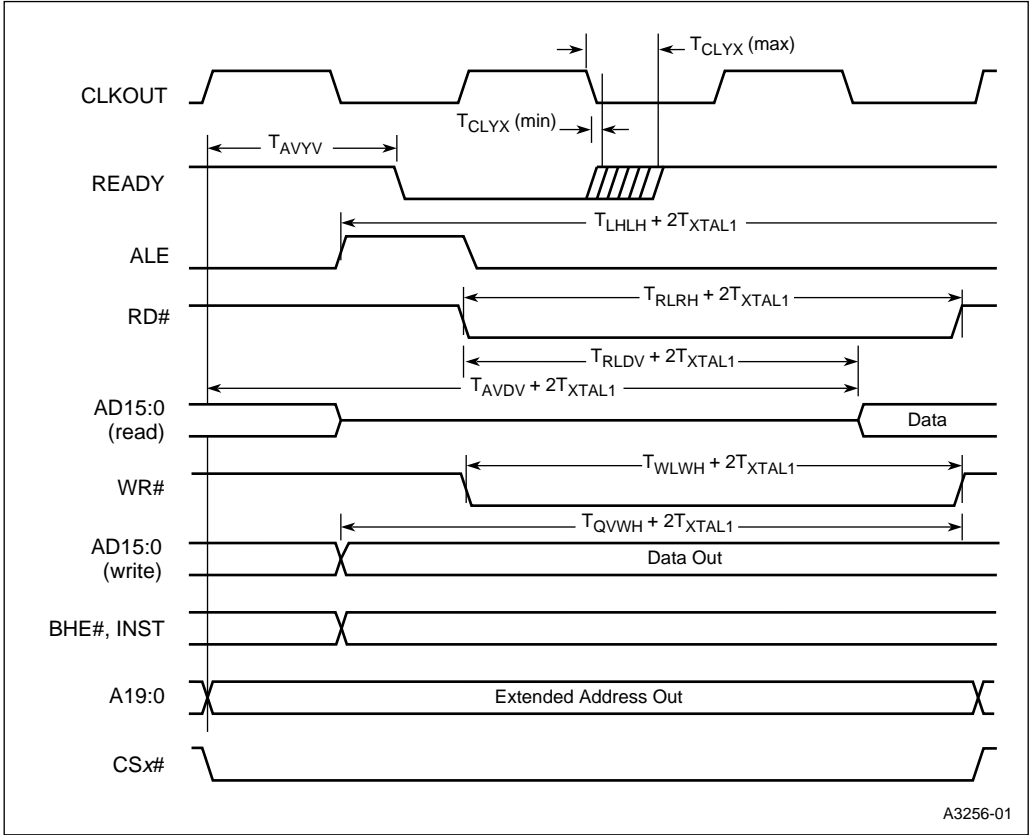 T_CLYX (max)
CLKOUT
T_CLYX (min)
T_AVYV
READY
T_LHLH + 2T_XTAL1
ALE
T_RLRH + 2T_XTAL1
RD#
T_RLDV + 2T_XTAL1
T_AVDV + 2T_XTAL1
AD15:0
(read)
Data
T_WLWH + 2T_XTAL1
WR#
T_QVWH + 2T_XTAL1
AD15:0
(write)
Data Out
BHE#, INST
A19:0
Extended Address Out
CSx#
A3256-01